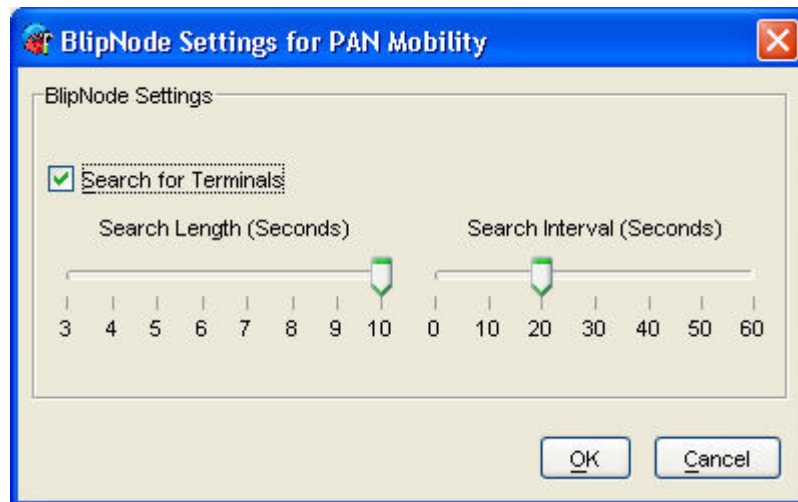 BlipNode Settings for PAN Mobility
BlipNode Settings
Search for Terminals
Search Length (Seconds)
3 4 5 6 7 8 9 10
Search Interval (Seconds)
0 10 20 30 40 50 60
OK Cancel